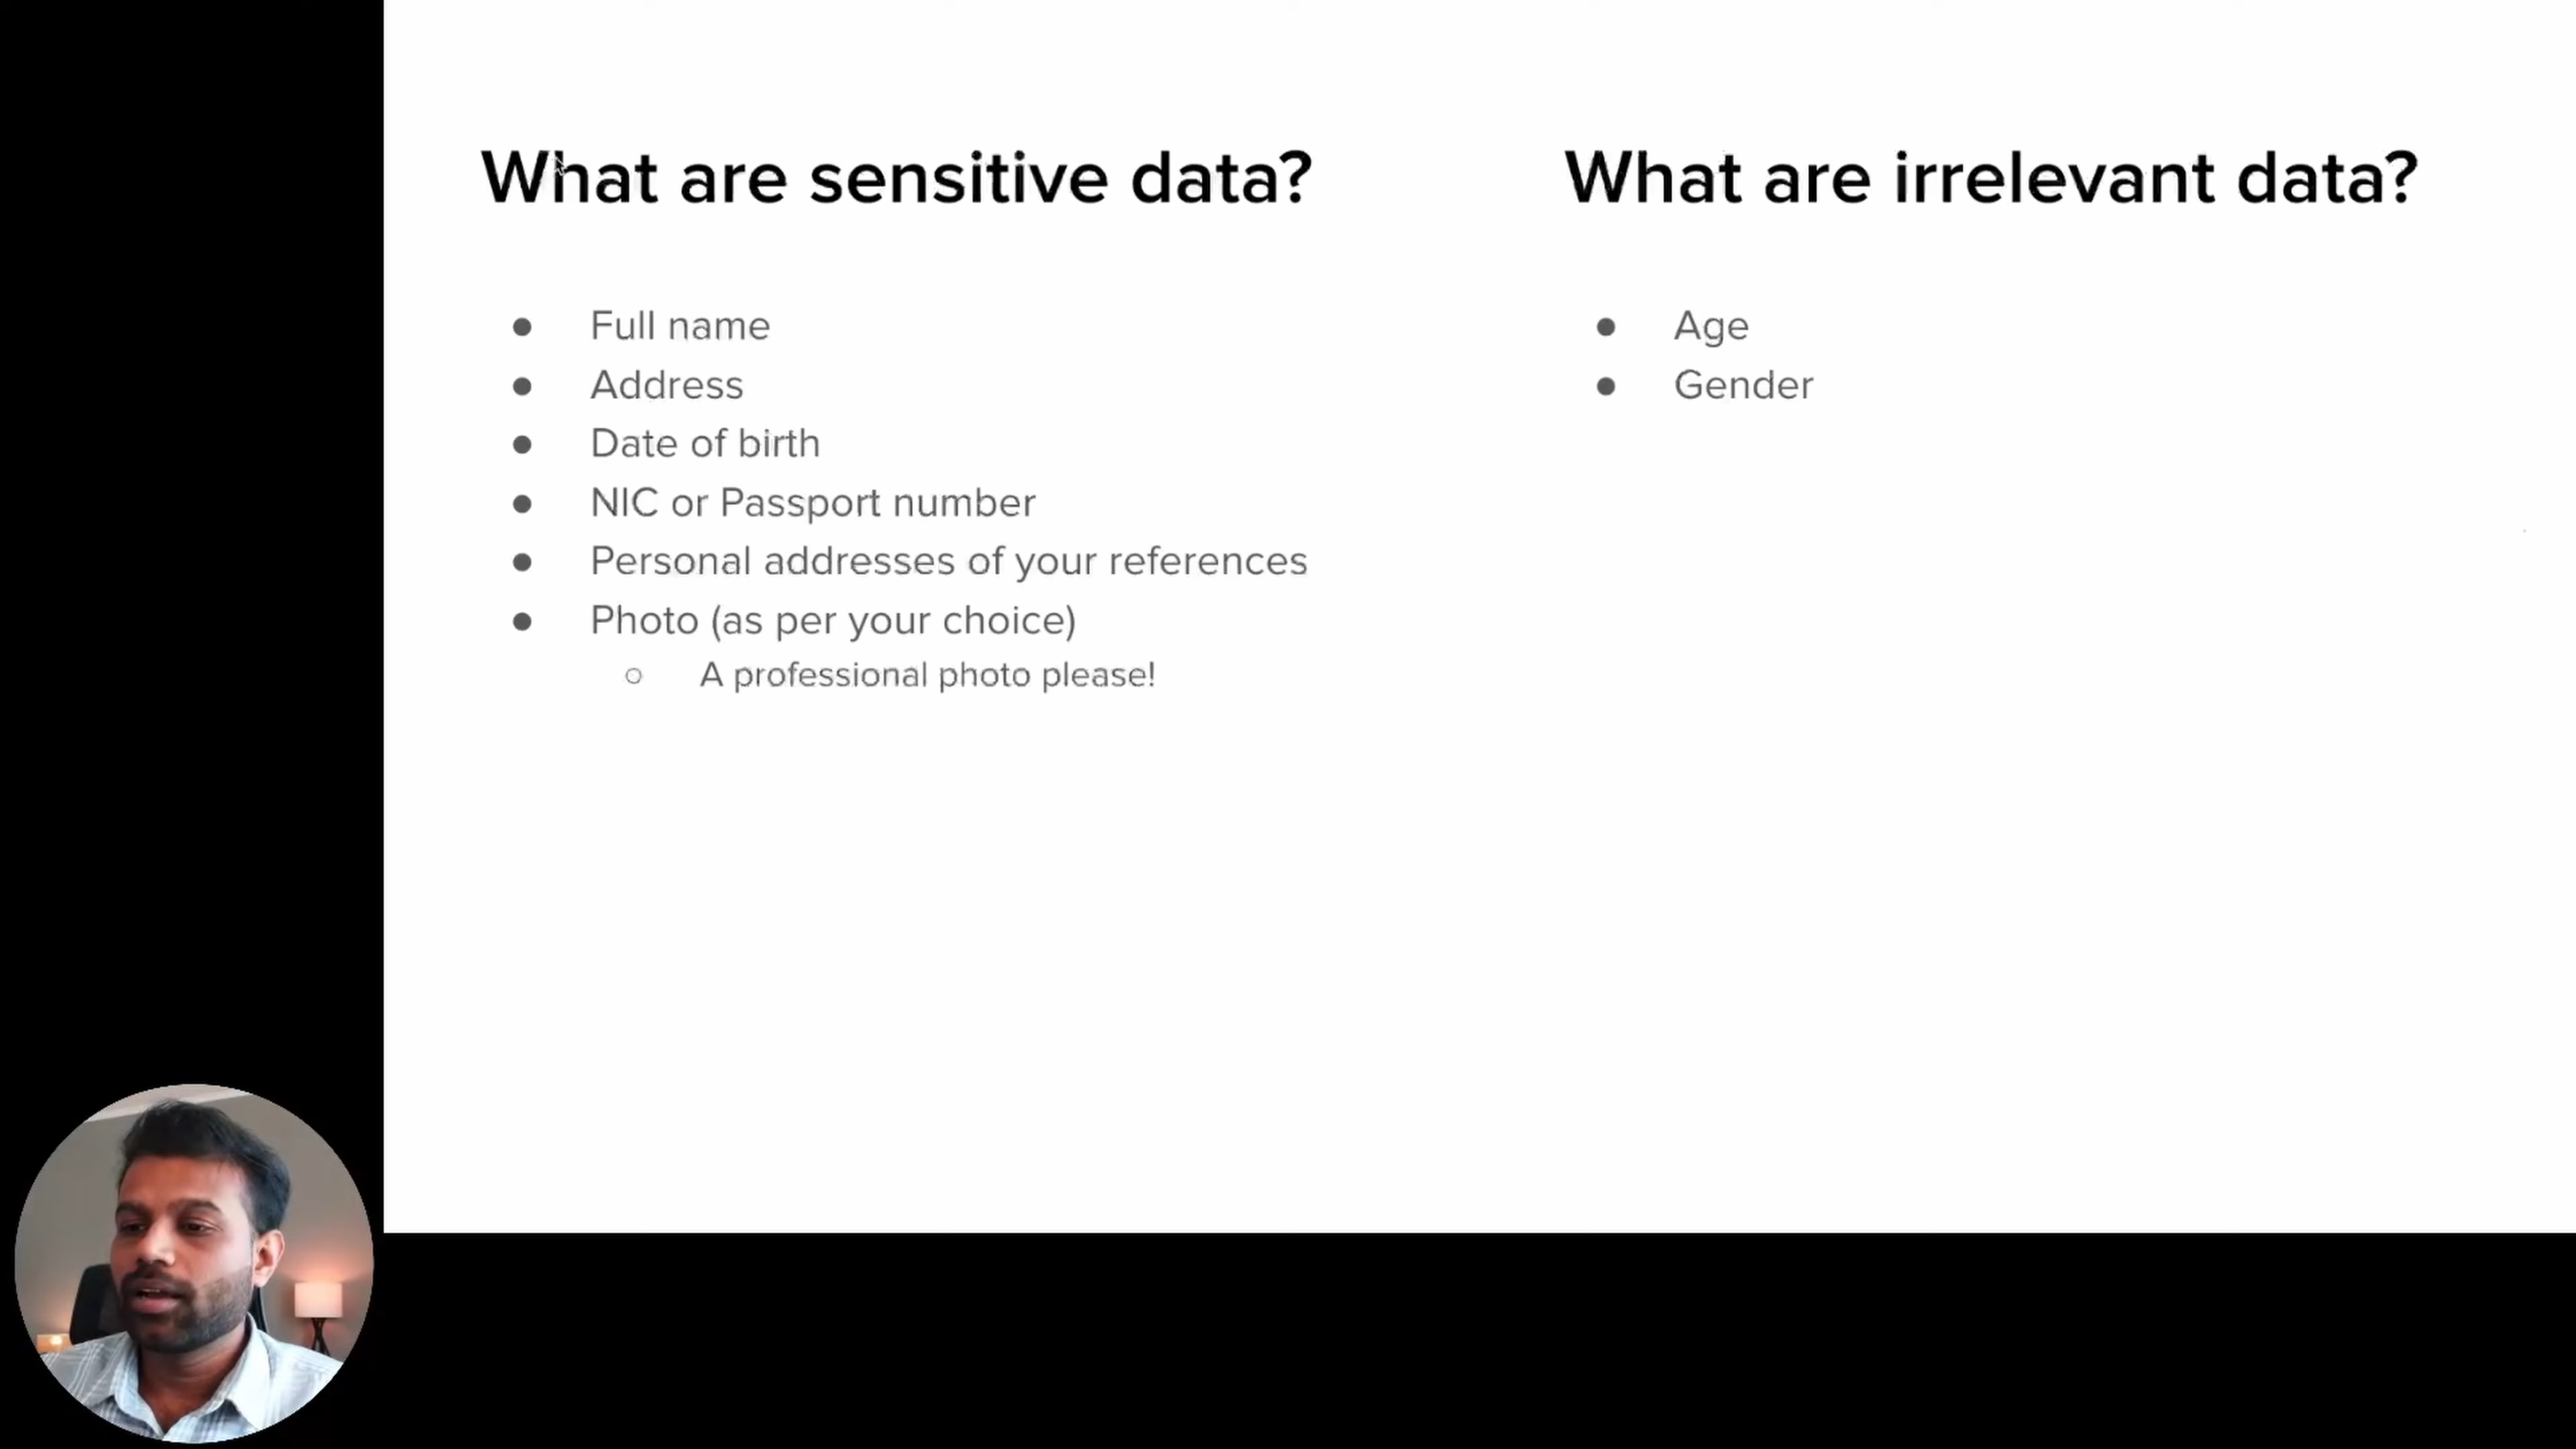 What are sensitive data?
● Full name
● Address
● Date of birth
● NIC or Passport number
● Personal addresses of your references
● Photo (as per your choice)
○ A professional photo please!
What are irrelevant data?
● Age
● Gender